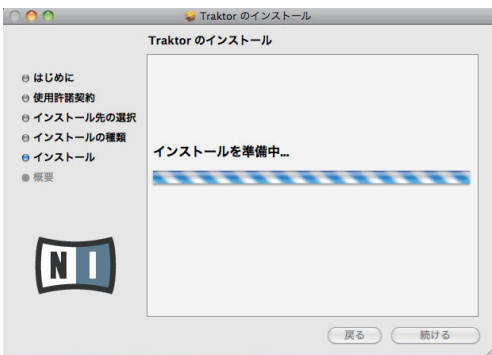 Traktor のインストール
Traktor のインストール
はじめに
使用許諾契約
インストール先の選択
インストールの種類
インストール
概要
インストールを準備中...
NI
戻る
続ける